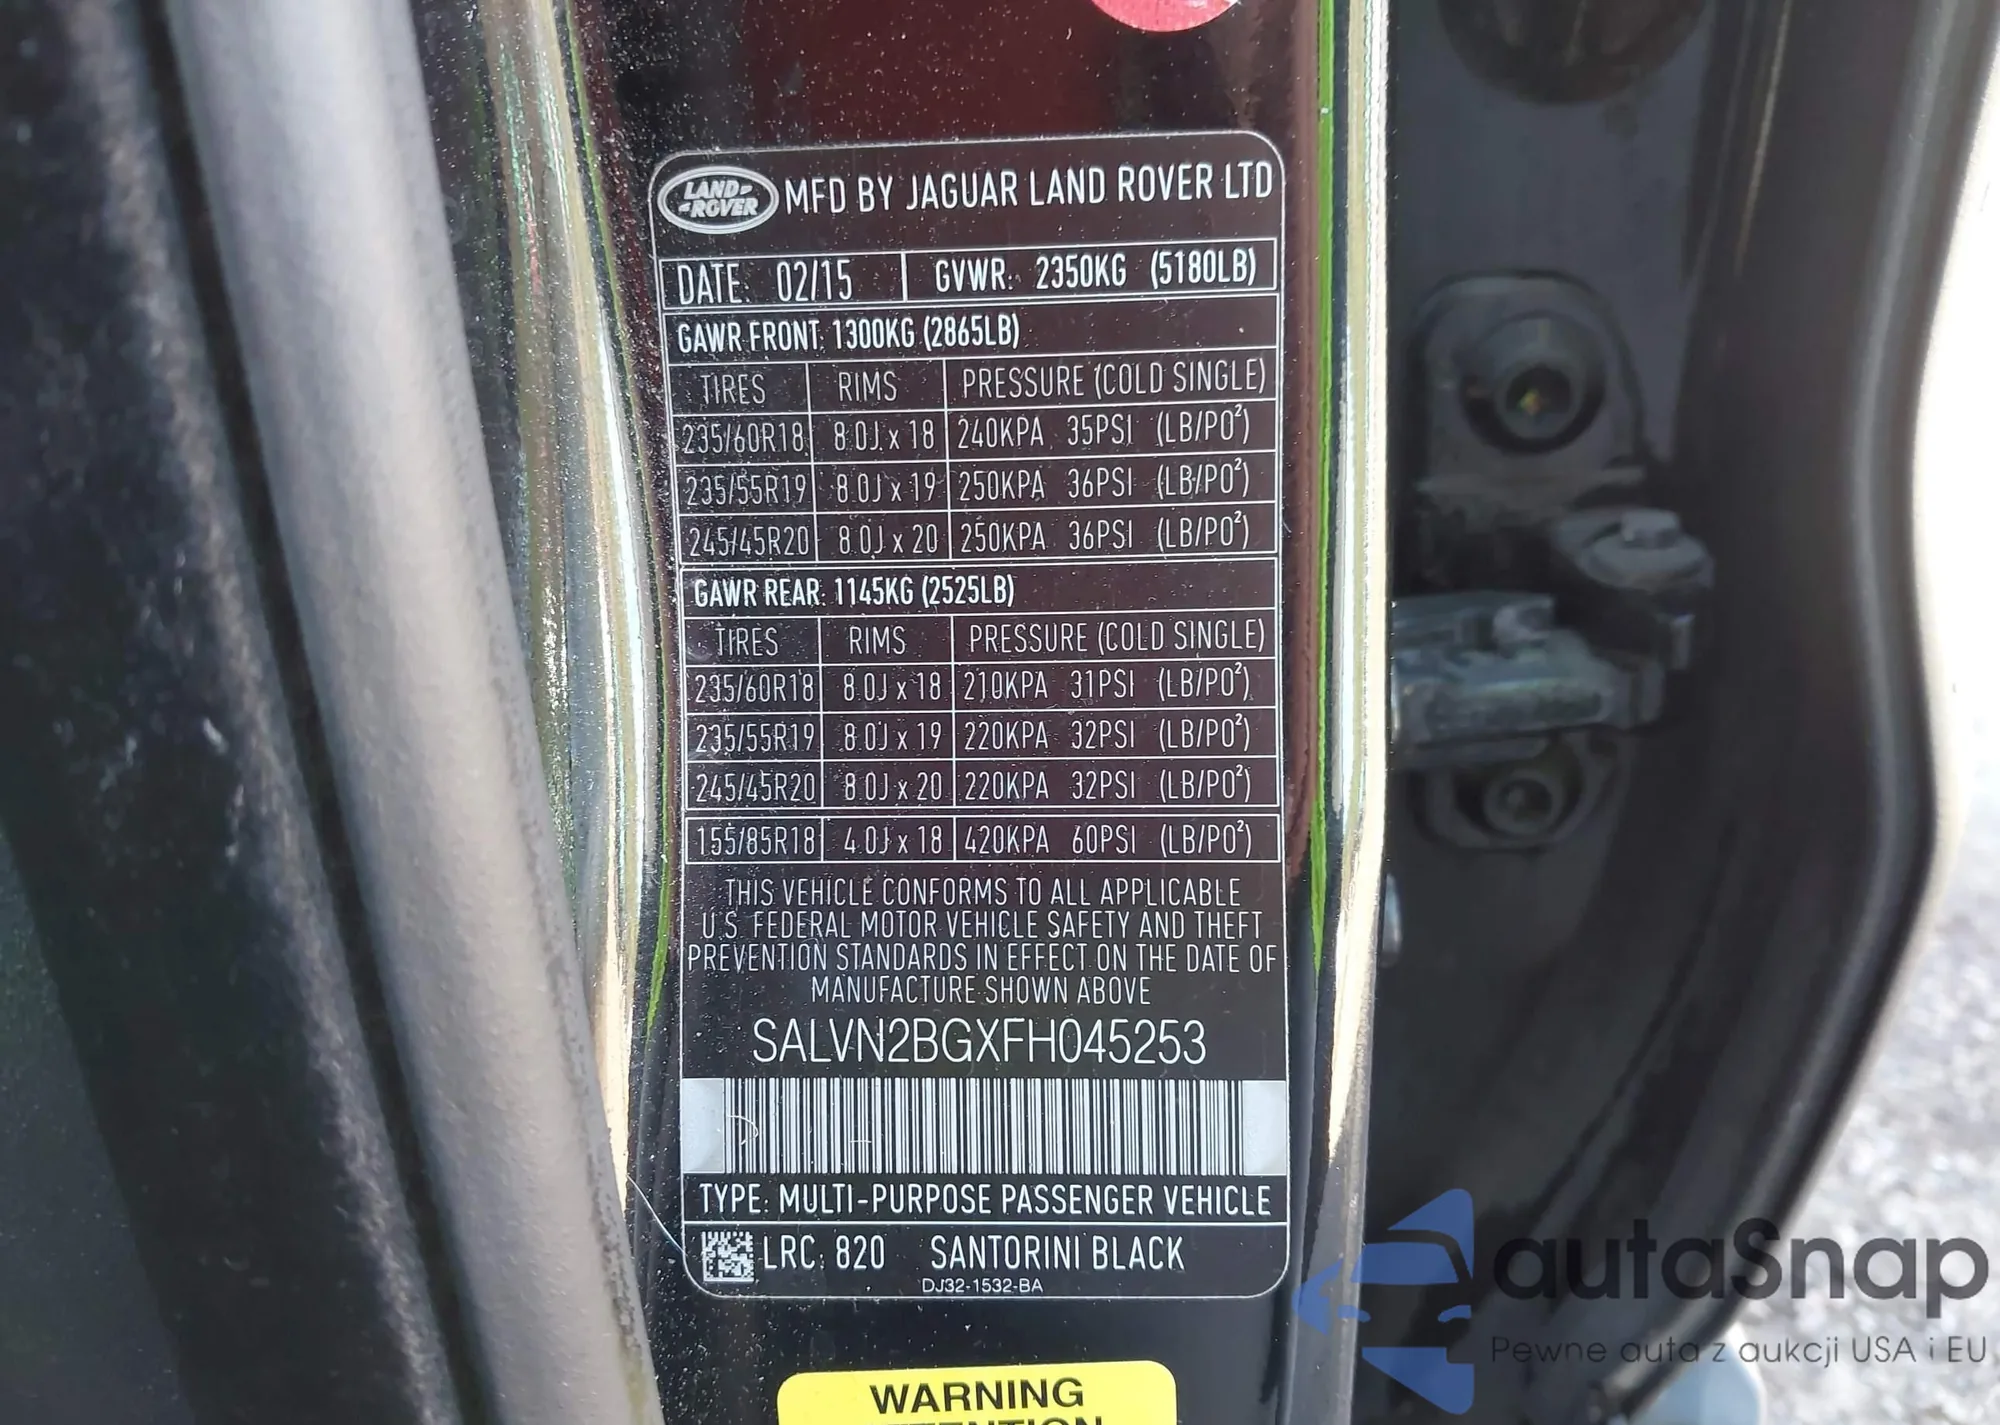 LAND-
-ROVER
MFD BY JAGUAR LAND ROVER LTD
DATE: 02/15 GVWR: 2350KG (5180LB)
GAWR FRONT: 1300KG (2865LB)
TIRES RIMS PRESSURE (COLD SINGLE)
235/60R18 8.0J x 18 240KPA 35PSI (LB/PO²)
235/55R19 8.0J x 19 250KPA 36PSI (LB/PO²)
245/45R20 8.0J x 20 250KPA 36PSI (LB/PO²)
GAWR REAR: 1145KG (2525LB)
TIRES RIMS PRESSURE (COLD SINGLE)
235/60R18 8.0J x 18 210KPA 31PSI (LB/PO²)
235/55R19 8.0J x 19 220KPA 32PSI (LB/PO²)
245/45R20 8.0J x 20 220KPA 32PSI (LB/PO²)
155/85R18 4.0J x 18 420KPA 60PSI (LB/PO²)
THIS VEHICLE CONFORMS TO ALL APPLICABLE
U.S. FEDERAL MOTOR VEHICLE SAFETY AND THEFT
PREVENTION STANDARDS IN EFFECT ON THE DATE OF
MANUFACTURE SHOWN ABOVE
SALVN2BGXFH045253
TYPE: MULTI-PURPOSE PASSENGER VEHICLE
LRC: 820 SANTORINI BLACK
DJ32-1532-BA
WARNING
ATTENTION
autaSnap
Pewne auta z aukcji USA i EU